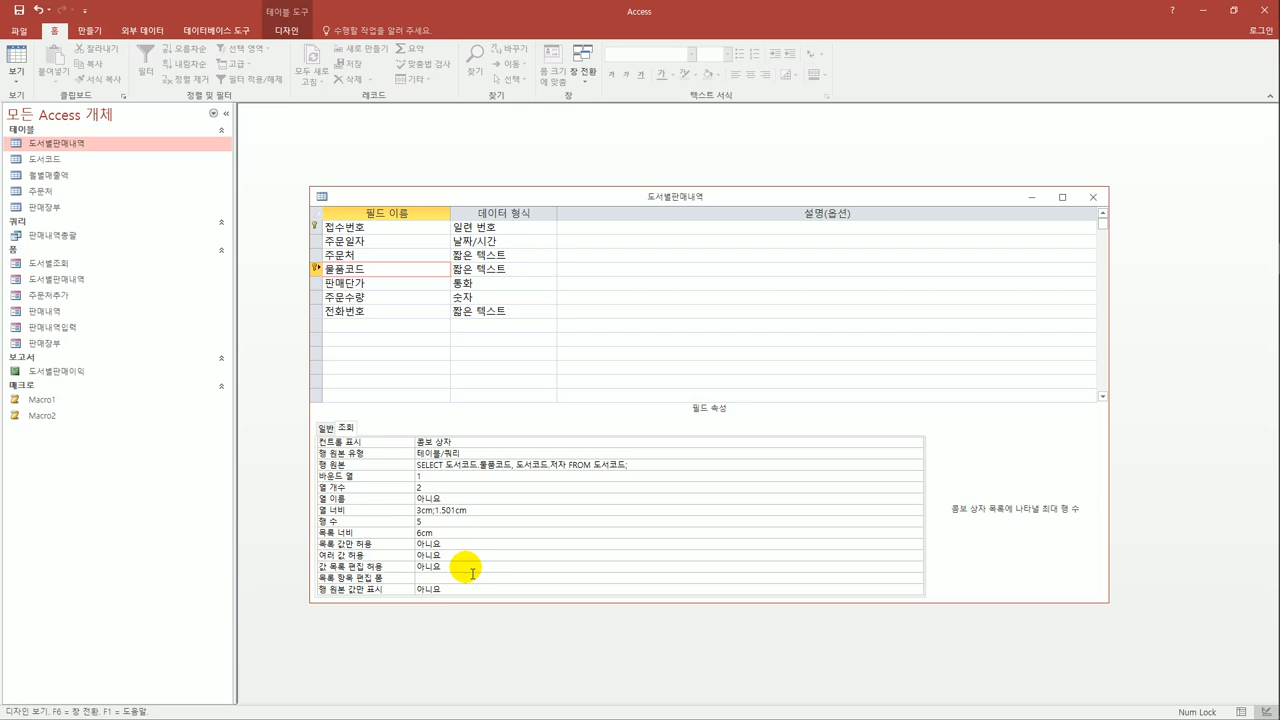 테이블 도구
Access
?
파일 홈 만들기 외부 데이터 데이터베이스 도구 디자인 수행할 작업을 알려 주세요. 로그인
보기 붙여넣기 잘라내기 복사 서식 복사
필터 오름차순 내림차순 정렬 제거 선택 영역 고급 필터 적용/해제
모두 새로 고침 새로 만들기 저장 삭제 요약 맞춤법 검사 기타
찾기 바꾸기 이동 선택
폼 크기에 맞춤 창 전환
가 가 가 가
보기 클립보드 정렬 및 필터 레코드 찾기 창 텍스트 서식
모든 Access 개체
테이블
도서별판매내역
도서코드
월별매출액
주문처
판매장부
쿼리
판매내역총괄
폼
도서별조회
도서별판매내역
주문처추가
판매내역
판매내역입력
판매장부
보고서
도서별판매이익
매크로
Macro1
Macro2
도서별판매내역
필드 이름 데이터 형식 설명(옵션)
접수번호 일련 번호
주문일자 날짜/시간
주문처 짧은 텍스트
물품코드 짧은 텍스트
판매단가 통화
주문수량 숫자
전화번호 짧은 텍스트
필드 속성
일반 조회
컨트롤 표시 콤보 상자
행 원본 유형 테이블/쿼리
행 원본 SELECT 도서코드.물품코드, 도서코드.저자 FROM 도서코드;
바운드 열 1
열 개수 2
열 이름 아니요
열 너비 3cm;1.501cm
행 수 5
목록 너비 6cm
목록 값만 허용 아니요
여러 값 허용 아니요
값 목록 편집 허용 아니요
목록 항목 편집 폼
행 원본 값만 표시 아니요
콤보 상자 목록에 나타낼 최대 행 수
디자인 보기. F6 = 창 전환. F1 = 도움말.
Num Lock